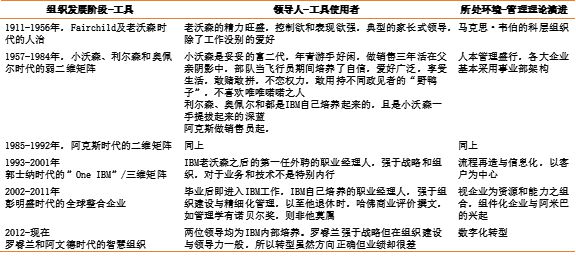 组织发展阶段-工具
领导人-工具使用者
所处环境-管理理论演进
1911-1956年，Fairchild及老沃森时
代的人治
老沃森的精力旺盛，控制欲和表现欲强，典型的家长式领导，
除了工作没别的爱好
马克思·韦伯的科层组织
1957-1984年，小沃森、利尔森和奥佩
尔时代的弱二维矩阵
小沃森是妥妥的富二代，年青游手好闲，做销售三年活在父
亲阴影中，部队当飞行员期间培养了自信，爱好广泛，享受
生活，敢赌敢拼，不恋权力，敢用持不同政见者的“野鸭
子”，不喜欢唯唯喏喏之人
利尔森、奥佩尔和都是IBM自己培养起来的，且是小沃森一
手提拔起来的深蓝
阿克斯做销售员起，
人本管理盛行，各大企业
基本采用事业部架构
1985-1992年，阿克斯时代的二维矩阵
同上
同上
1993-2001年
郭士纳时代的”One IBM”/三维矩阵
IBM老沃森之后的第一任外聘的职业经理人，强于战略和组
织，对于业务和技术不是特别内行
流程再造与信息化，以客
户为中心
2002-2011年
彭明盛时代的全球整合企业
毕业后即进入IBM工作，IBM自己培养的职业经理人，强于组
织建设与精细化管理，以至他退休时，哈佛商业评价撰文，
如管理学有诺贝尔奖，则非他莫属
视企业为资源和能力之组
合，组件化企业与阿米巴
的兴起
2012-现在
罗睿兰和阿文德时代的智慧组织
两位领导均为IBM内部培养。罗睿兰强于战略但在组织建设
与领导力一般，所以转型虽然方向正确但业绩却很差
数字化转型